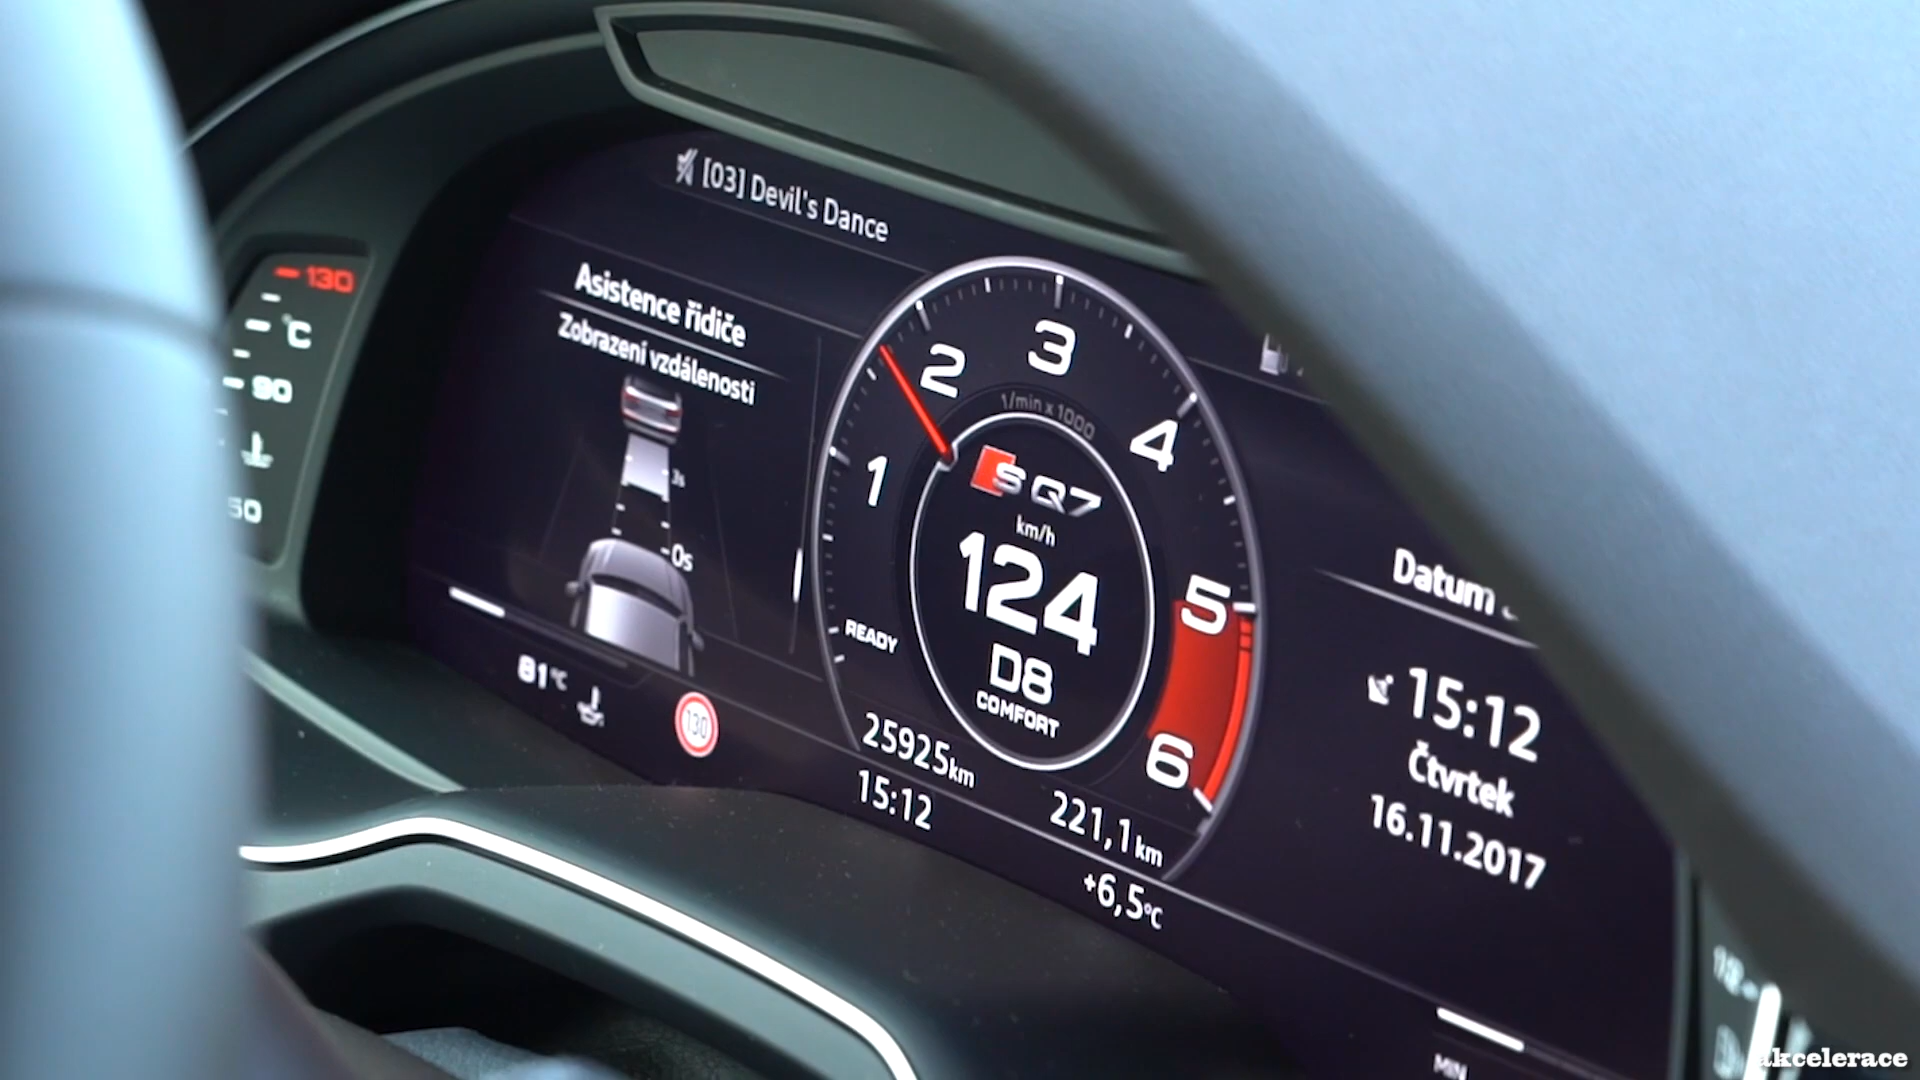 [03] Devil's Dance
130
°C
90
Asistence řidiče
Zobrazení vzdálenosti
3s
0s
81°C
130
1
2
3
4
5
6
1/min x 1000
S Q7
km/h
124
D8
COMFORT
READY
25925km
221,1km
15:12
+6,5°C
Datum
15:12
Čtvrtek
16.11.2017
MIN
akcelerace